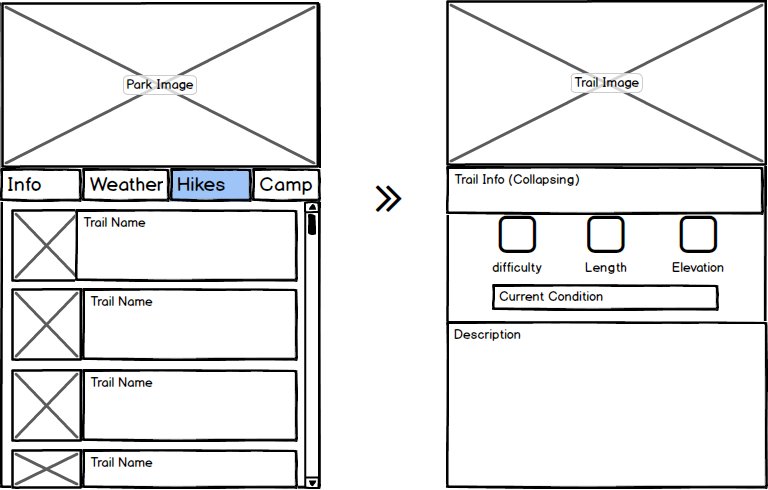 Park Image
Info Weather Hikes Camp
Trail Name
Trail Name
Trail Name
Trail Name
Trail Image
Trail Info (Collapsing)
difficulty Length Elevation
Current Condition
Description